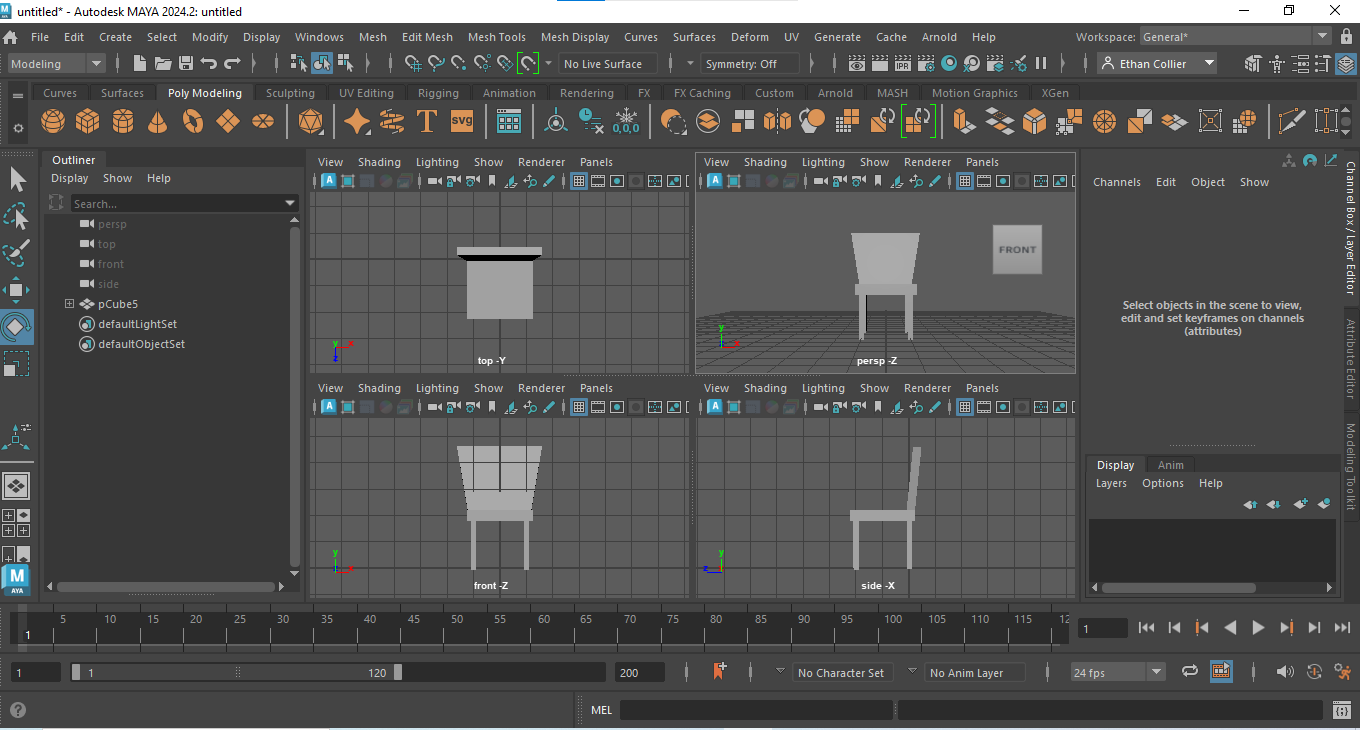 untitled* - Autodesk MAYA 2024.2: untitled
File Edit Create Select Modify Display Windows Mesh Edit Mesh Mesh Tools Mesh Display Curves Surfaces Deform UV Generate Cache Arnold Help Workspace: General*
Modeling No Live Surface Symmetry: Off IPR Ethan Collier
Curves Surfaces Poly Modeling Sculpting UV Editing Rigging Animation Rendering FX FX Caching Custom Arnold MASH Motion Graphics XGen
T svg 0,0,0
Outliner
Display Show Help
Search...
persp
top
front
side
pCube5
defaultLightSet
defaultObjectSet
View Shading Lighting Show Renderer Panels
A
y x
z
top -Y
View Shading Lighting Show Renderer Panels
A
FRONT
y
x
persp -Z
View Shading Lighting Show Renderer Panels
A
y
z x
front -Z
View Shading Lighting Show Renderer Panels
A
y
z x
side -X
Channels Edit Object Show
Select objects in the scene to view,
edit and set keyframes on channels
(attributes)
Channel Box / Layer Editor
Attribute Editor
Modeling Toolkit
Display Anim
Layers Options Help
M
AYA
5 10 15 20 25 30 35 40 45 50 55 60 65 70 75 80 85 90 95 100 105 110 115 12
1 1
1 1 120 200 No Character Set No Anim Layer 24 fps
? MEL